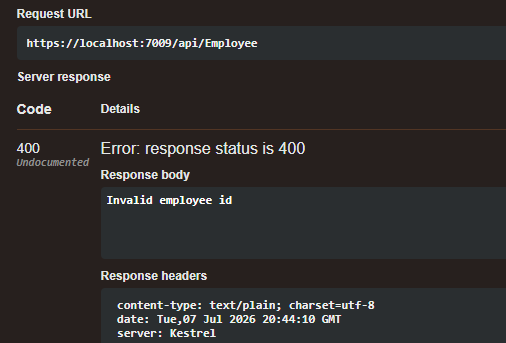 Request URL
https://localhost:7009/api/Employee
Server response
Code Details
400 Error: response status is 400
Undocumented
Response body
Invalid employee id
Response headers
content-type: text/plain; charset=utf-8
date: Tue,07 Jul 2026 20:44:10 GMT
server: Kestrel